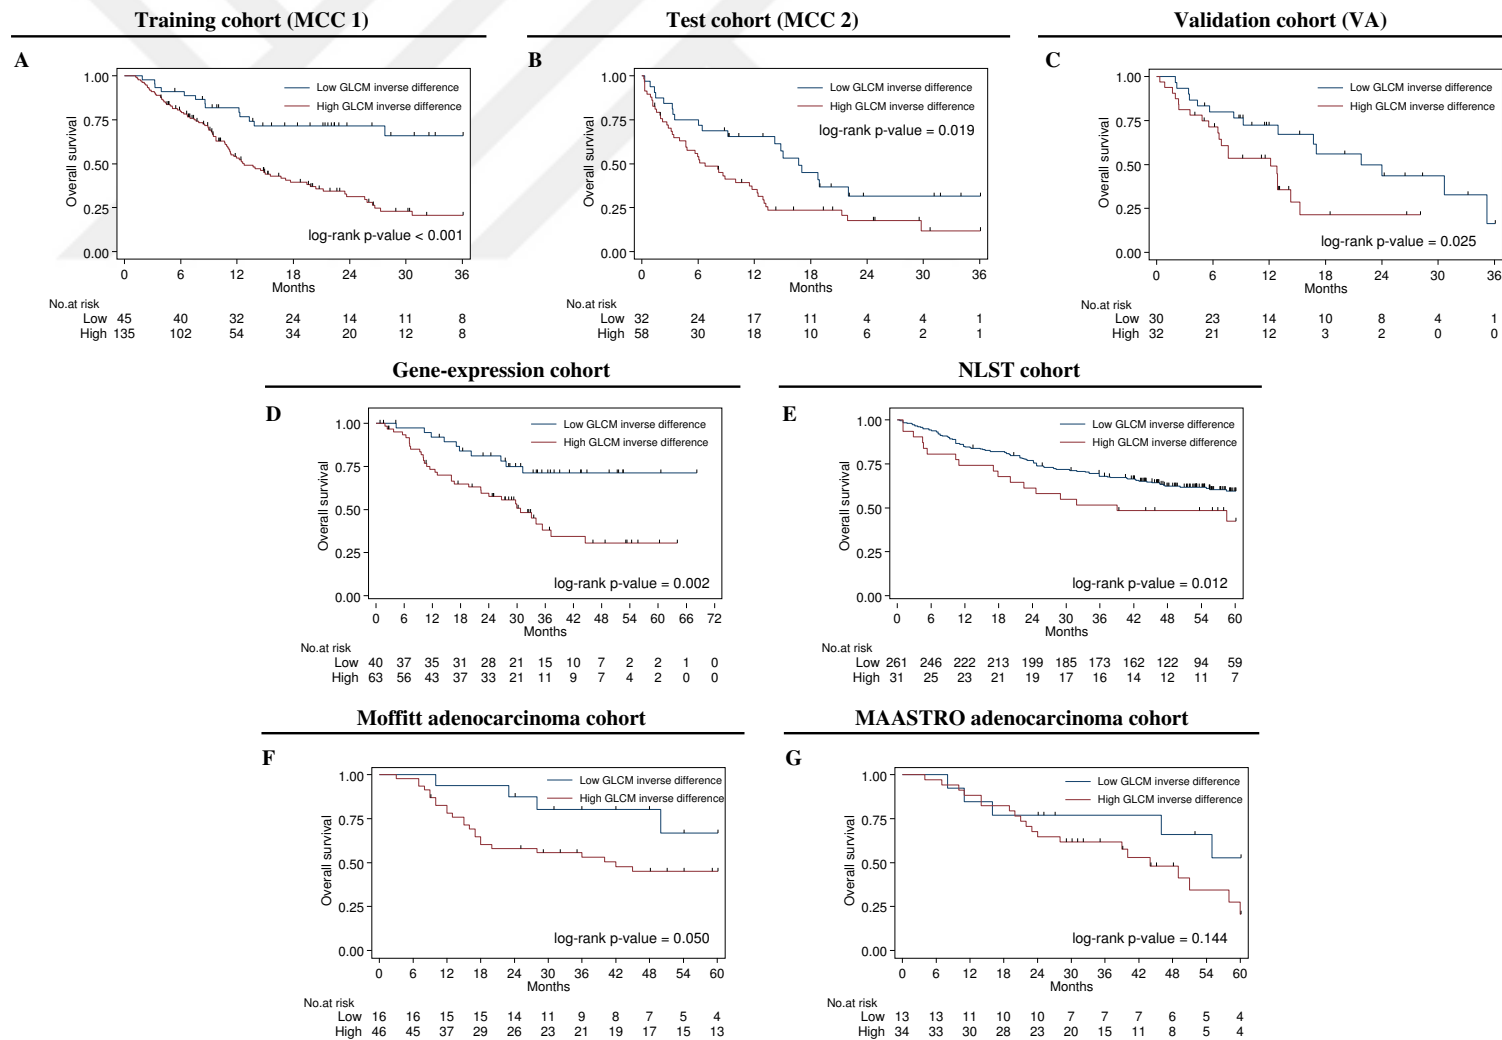 Training cohort (MCC 1)
Test cohort (MCC 2)
Validation cohort (VA)
A
Overall survival
1.00
0.75
0.50
0.25
0.00
Low GLCM inverse difference
High GLCM inverse difference
log-rank p-value < 0.001
0 6 12 18 24 30 36
Months
No.at risk
Low 45 40 32 24 14 11 8
High 135 102 54 34 20 12 8
B
Overall survival
1.00
0.75
0.50
0.25
0.00
Low GLCM inverse difference
High GLCM inverse difference
log-rank p-value = 0.019
0 6 12 18 24 30 36
Months
No.at risk
Low 32 24 17 11 4 4 1
High 58 30 18 10 6 2 1
C
Overall survival
1.00
0.75
0.50
0.25
0.00
Low GLCM inverse difference
High GLCM inverse difference
log-rank p-value = 0.025
0 6 12 18 24 30 36
Months
No.at risk
Low 30 23 14 10 8 4 1
High 32 21 12 3 2 0 0
Gene-expression cohort
NLST cohort
D
Overall survival
1.00
0.75
0.50
0.25
0.00
Low GLCM inverse difference
High GLCM inverse difference
log-rank p-value = 0.002
0 6 12 18 24 30 36 42 48 54 60 66 72
Months
No.at risk
Low 40 37 35 31 28 21 15 10 7 2 2 1 0
High 63 56 43 37 33 21 11 9 7 4 2 0 0
E
Overall survival
1.00
0.75
0.50
0.25
0.00
Low GLCM inverse difference
High GLCM inverse difference
log-rank p-value = 0.012
0 6 12 18 24 30 36 42 48 54 60
Months
No.at risk
Low 261 246 222 213 199 185 173 162 122 94 59
High 31 25 23 21 19 17 16 14 12 11 7
Moffitt adenocarcinoma cohort
MAASTRO adenocarcinoma cohort
F
Overall survival
1.00
0.75
0.50
0.25
0.00
Low GLCM inverse difference
High GLCM inverse difference
log-rank p-value = 0.050
0 6 12 18 24 30 36 42 48 54 60
Months
No.at risk
Low 16 16 15 15 14 11 9 8 7 5 4
High 46 45 37 29 26 23 21 19 17 15 13
G
Overall survival
1.00
0.75
0.50
0.25
0.00
Low GLCM inverse difference
High GLCM inverse difference
log-rank p-value = 0.144
0 6 12 18 24 30 36 42 48 54 60
Months
No.at risk
Low 13 13 11 10 10 7 7 7 6 5 4
High 34 33 30 28 23 20 15 11 8 5 4